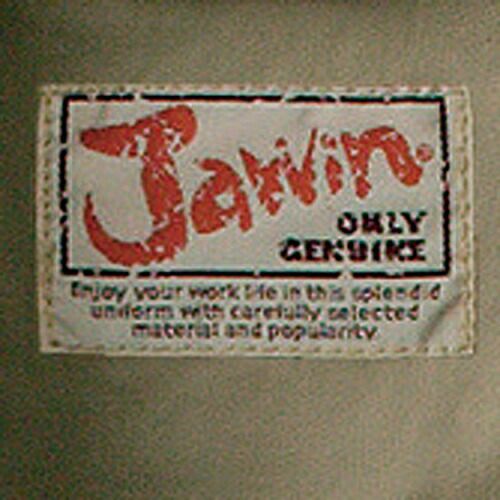 Jawin
ONLY
GENUINE
Enjoy your work life in this splendid
uniform with carefully selected
material and popularity